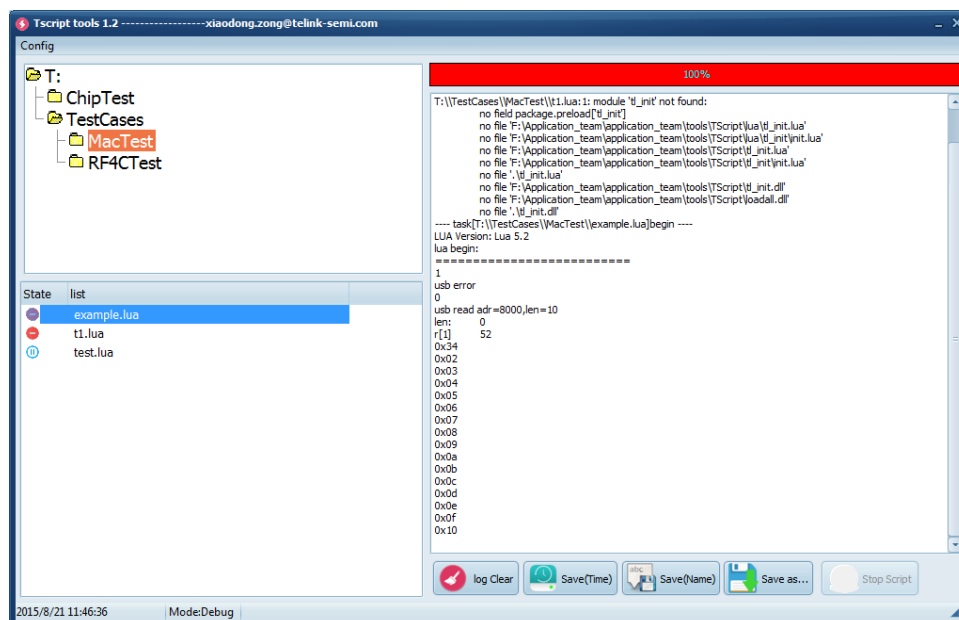 Tscript tools 1.2 -------------------xiaodong.zong@telink-semi.com
Config
T:
ChipTest
TestCases
MacTest
RF4CTest
State list
example.lua
t1.lua
test.lua
100%
T:\\TestCases\\MacTest\\t1.lua:1: module 'tl_init' not found:
no field package.preload['tl_init']
no file 'F:\Application_team\application_team\tools\TScript\lua\tl_init.lua'
no file 'F:\Application_team\application_team\tools\TScript\lua\tl_init\init.lua'
no file 'F:\Application_team\application_team\tools\TScript\tl_init.lua'
no file 'F:\Application_team\application_team\tools\TScript\tl_init\init.lua'
no file '.\tl_init.lua'
no file 'F:\Application_team\application_team\tools\TScript\tl_init.dll'
no file 'F:\Application_team\application_team\tools\TScript\loadall.dll'
no file '.\tl_init.dll'
---- task[T:\\TestCases\\MacTest\\example.lua]begin ----
LUA Version: Lua 5.2
lua begin:
==========================
1
usb error
0
usb read adr=8000,len=10
len: 0
r[1] 52
0x34
0x02
0x03
0x04
0x05
0x06
0x07
0x08
0x09
0x0a
0x0b
0x0c
0x0d
0x0e
0x0f
0x10
log Clear
Save(Time)
abc
Save(Name)
Save as...
Stop Script
2015/8/21 11:46:36 Mode:Debug